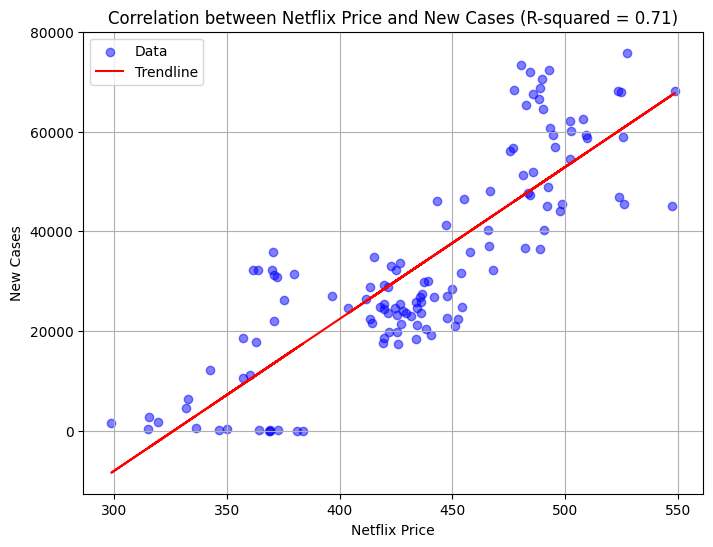 Correlation between Netflix Price and New Cases (R-squared = 0.71)
Data
Trendline
80000
60000
40000
20000
0
New Cases
300
350
400
450
500
550
Netflix Price